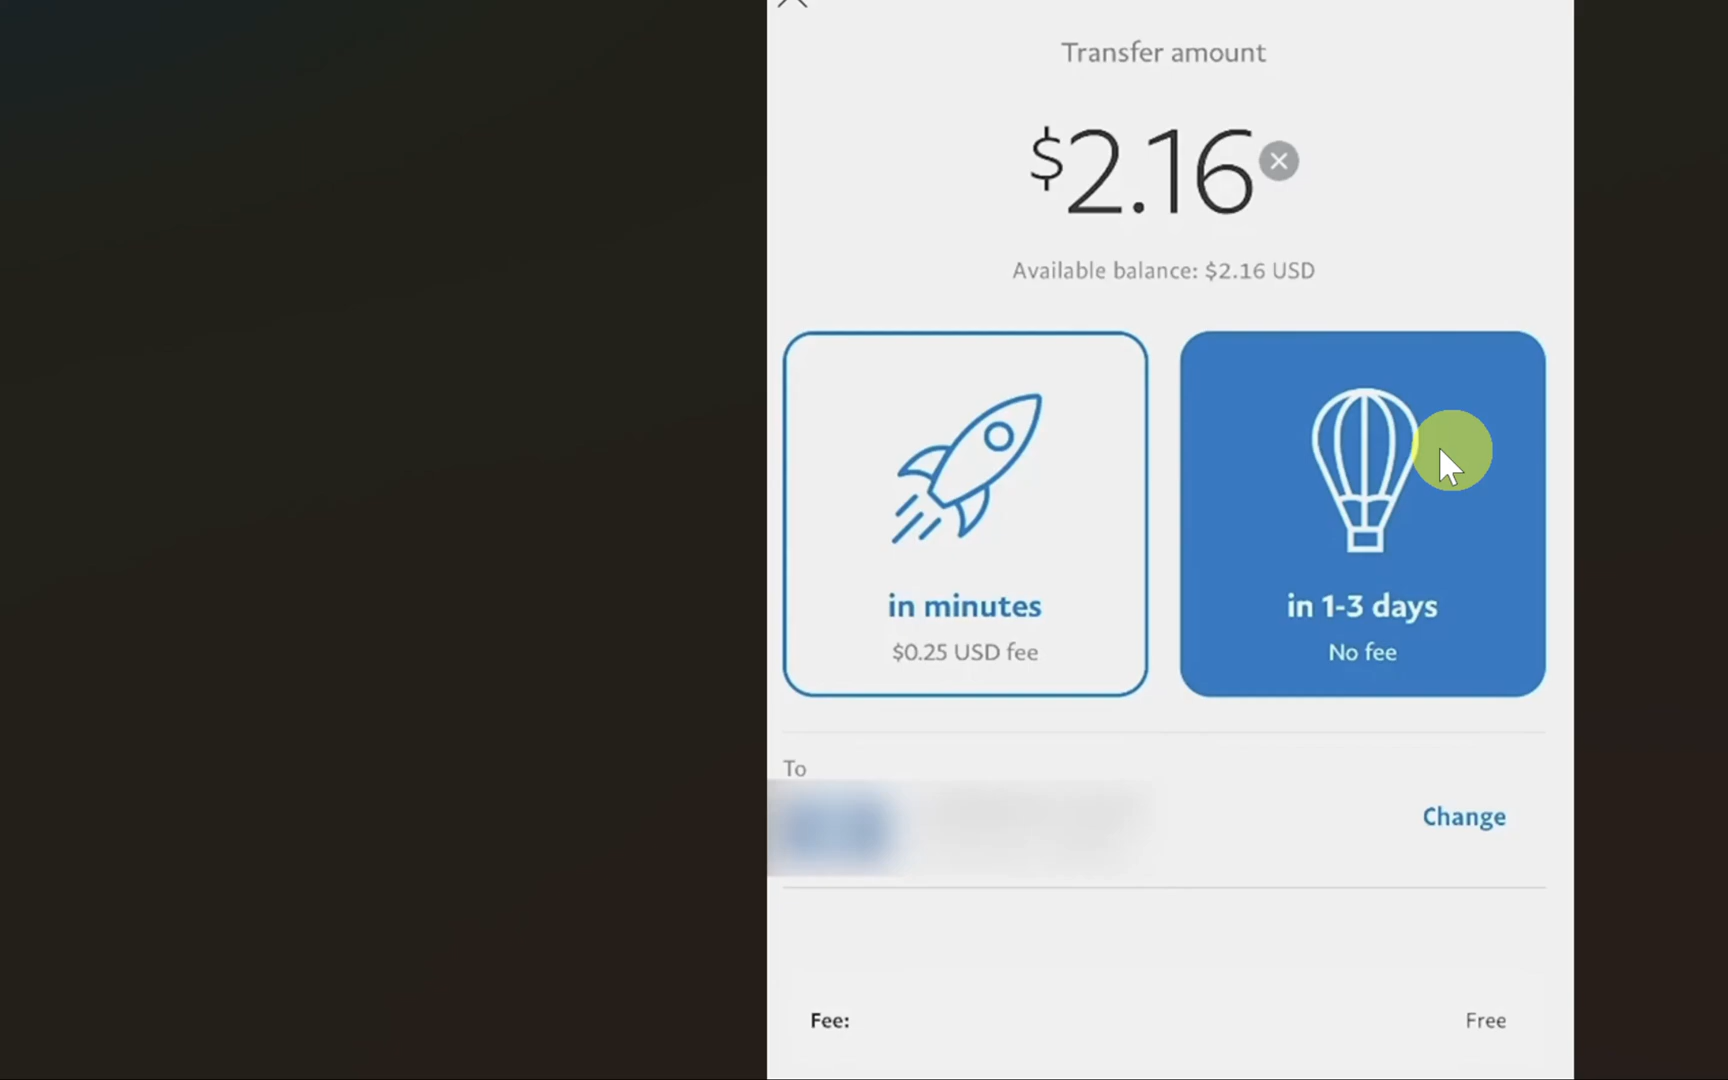 Transfer amount
$2.16
Available balance: $2.16 USD
in minutes
$0.25 USD fee
in 1-3 days
No fee
To
Change
Fee:
Free